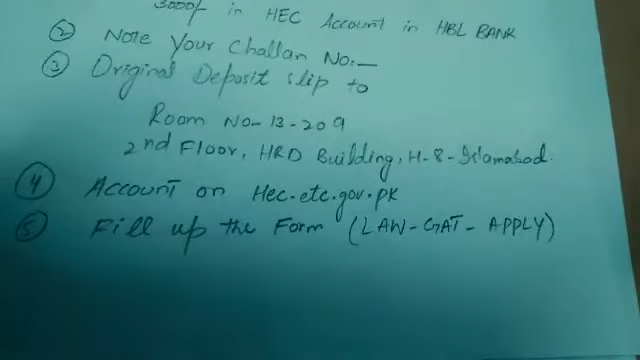 3000/- in HEC Account in HBL BANK
② Note Your Challan No:—
③ Original Deposit slip to
Room No- 13-209
2nd Floor, HRD Building, H-8-Islamabad.
④ Account on Hec.etc.gov.pk
⑤ Fill up the Form (LAW-GAT-APPLY)